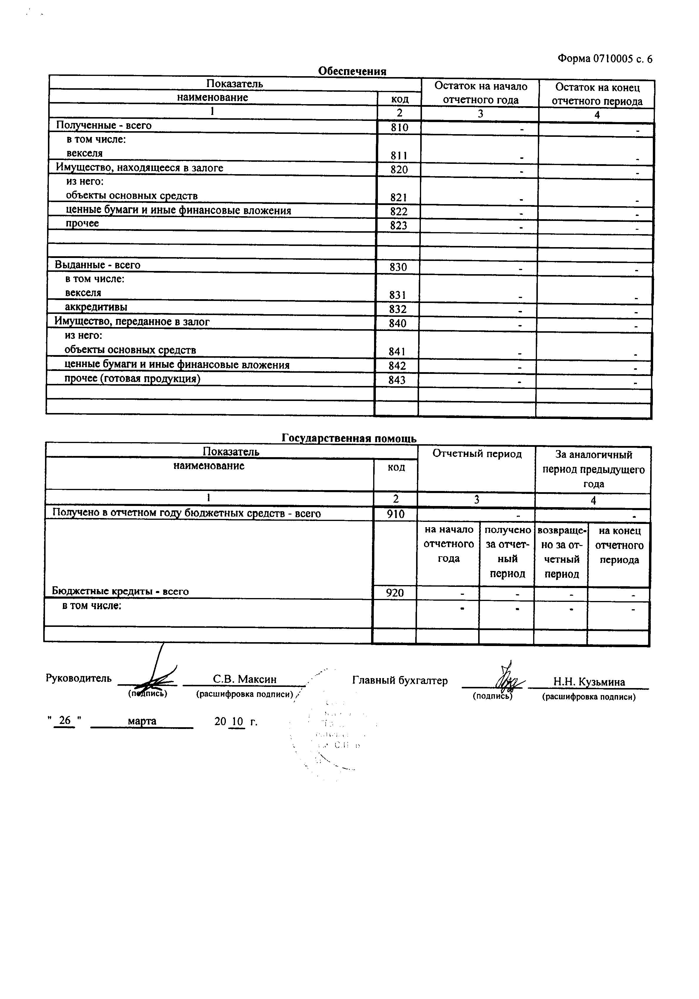 Форма 0710005 с. 6
Обеспечения
Показатель Остаток на начало отчетного года Остаток на конец отчетного периода
наименование код
1 2 3 4
Полученные - всего 810 - -
в том числе:
векселя 811 - -
Имущество, находящееся в залоге 820 - -
из него:
объекты основных средств 821 - -
ценные бумаги и иные финансовые вложения 822 - -
прочее 823 - -
Выданные - всего 830 - -
в том числе:
векселя 831 - -
аккредитивы 832 - -
Имущество, переданное в залог 840 - -
из него:
объекты основных средств 841 - -
ценные бумаги и иные финансовые вложения 842 - -
прочее (готовая продукция) 843 - -
Государственная помощь
Показатель Отчетный период За аналогичный период предыдущего года
наименование код
1 2 3 4
Получено в отчетном году бюджетных средств - всего 910 - -
на начало отчетного года получено за отчет-ный период возвраще-но за от-четный период на конец отчетного периода
Бюджетные кредиты - всего 920 - - - -
в том числе: - - - -
Руководитель С.В. Максин Главный бухгалтер Н.Н. Кузьмина
(подпись) (расшифровка подписи) (подпись) (расшифровка подписи)
" 26 " марта 20 10 г.